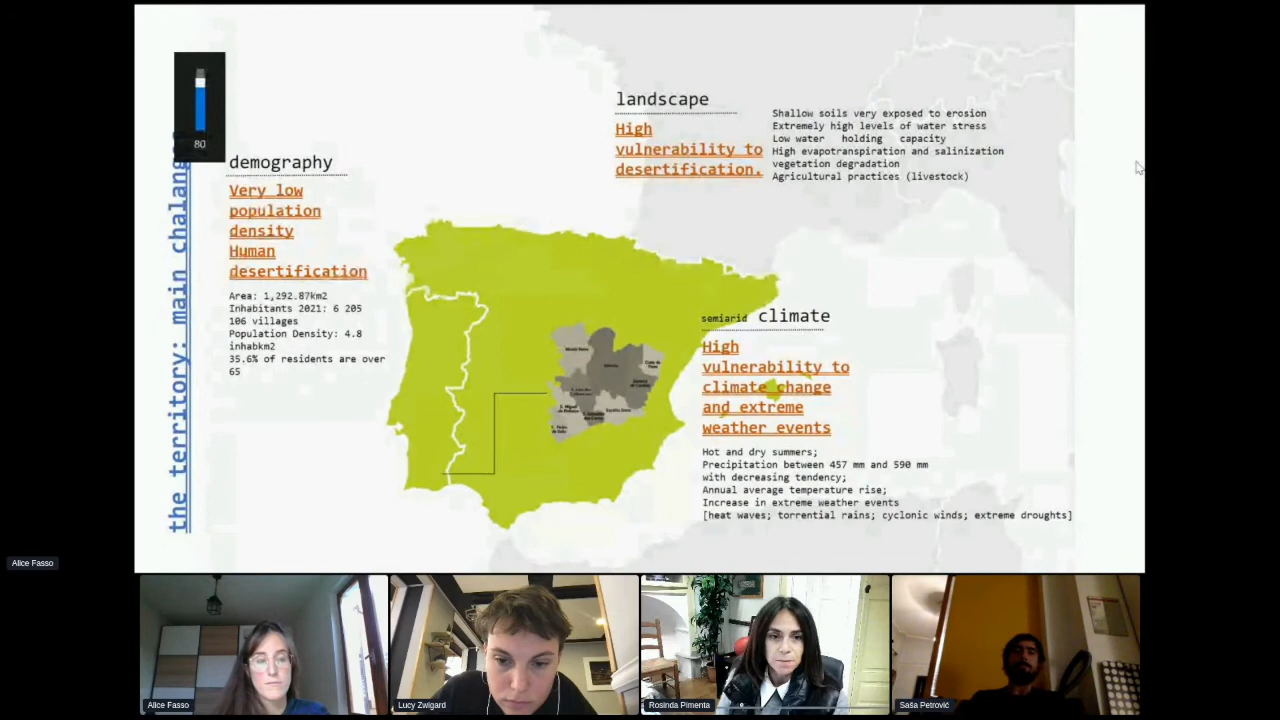 80
the territory: main chalang
demography
Very low
population
density
Human
desertification
Area: 1,292.87km2
Inhabitants 2021: 6 205
106 villages
Population Density: 4.8
inhabkm2
35.6% of residents are over
65
landscape
High
vulnerability to
desertification.
Shallow soils very exposed to erosion
Extremely high levels of water stress
Low water holding capacity
High evapotranspiration and salinization
vegetation degradation
Agricultural practices (livestock)
semiarid climate
High
vulnerability to
climate change
and extreme
weather events
Hot and dry summers;
Precipitation between 457 mm and 590 mm
with decreasing tendency;
Annual average temperature rise;
Increase in extreme weather events
[heat waves; torrential rains; cyclonic winds; extreme droughts]
Alice Fasso
Alice Fasso
Lucy Zwigard
Rosinda Pimenta
Saša Petrović